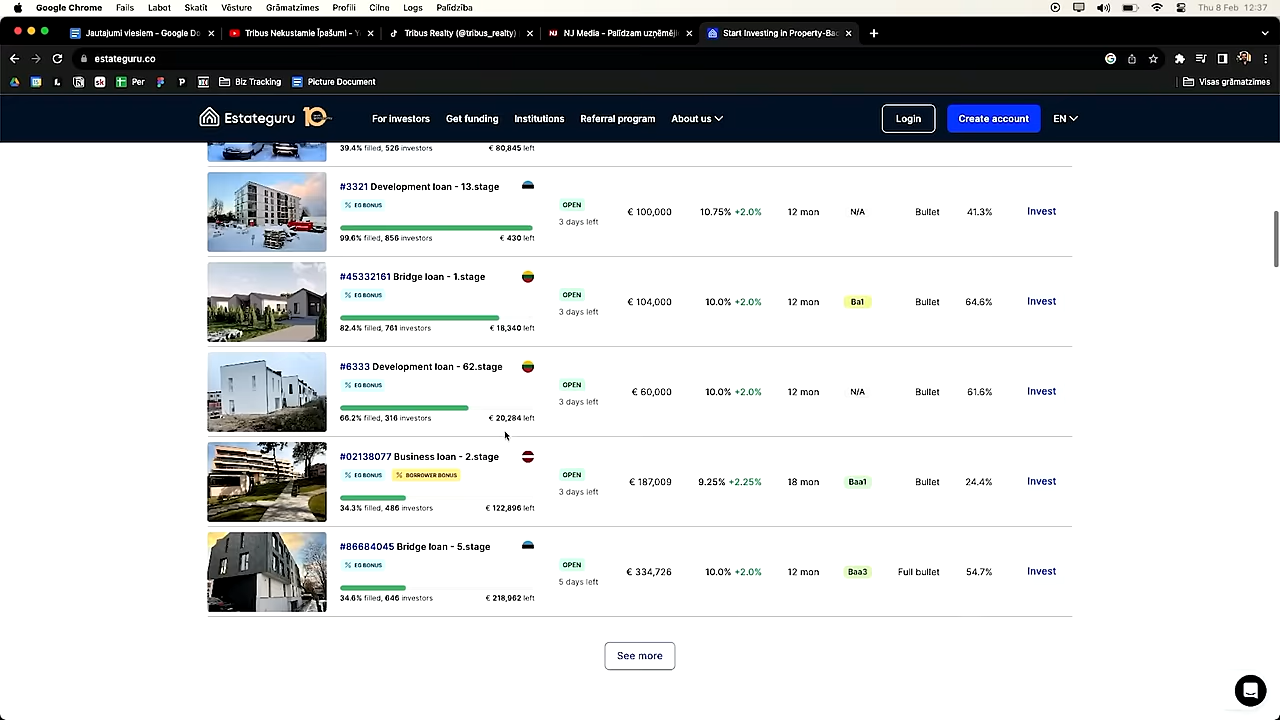 Google Chrome Fails Labot Skatīt Vēsture Grāmatzīmes Profili Cilne Logs Palīdzība Thu 8 Feb 12:37
Jautajumi viesiem - Google Do Tribus Nekustamie Īpašumi - Y Tribus Realty (@tribus_realty) NJ Media - Palīdzam uzņēmēji Start Investing in Property-Bac
estateguru.co
Per Biz Tracking Picture Document Visas grāmatzīmes
Estateguru 10 For investors Get funding Institutions Referral program About us Login Create account EN
39.4% filled, 526 investors € 80,845 left
#3321 Development loan - 13.stage
% EG BONUS
OPEN
3 days left
€ 100,000 10.75% +2.0% 12 mon N/A Bullet 41.3% Invest
99.6% filled, 856 investors € 430 left
#45332161 Bridge loan - 1.stage
% EG BONUS
OPEN
3 days left
€ 104,000 10.0% +2.0% 12 mon Ba1 Bullet 64.6% Invest
82.4% filled, 761 investors € 18,340 left
#6333 Development loan - 62.stage
% EG BONUS
OPEN
3 days left
€ 60,000 10.0% +2.0% 12 mon N/A Bullet 61.6% Invest
66.2% filled, 316 investors € 20,284 left
#02138077 Business loan - 2.stage
% EG BONUS % BORROWER BONUS
OPEN
3 days left
€ 187,009 9.25% +2.25% 18 mon Baa1 Bullet 24.4% Invest
34.3% filled, 486 investors € 122,896 left
#86684045 Bridge loan - 5.stage
% EG BONUS
OPEN
5 days left
€ 334,726 10.0% +2.0% 12 mon Baa3 Full bullet 54.7% Invest
34.6% filled, 646 investors € 218,962 left
See more